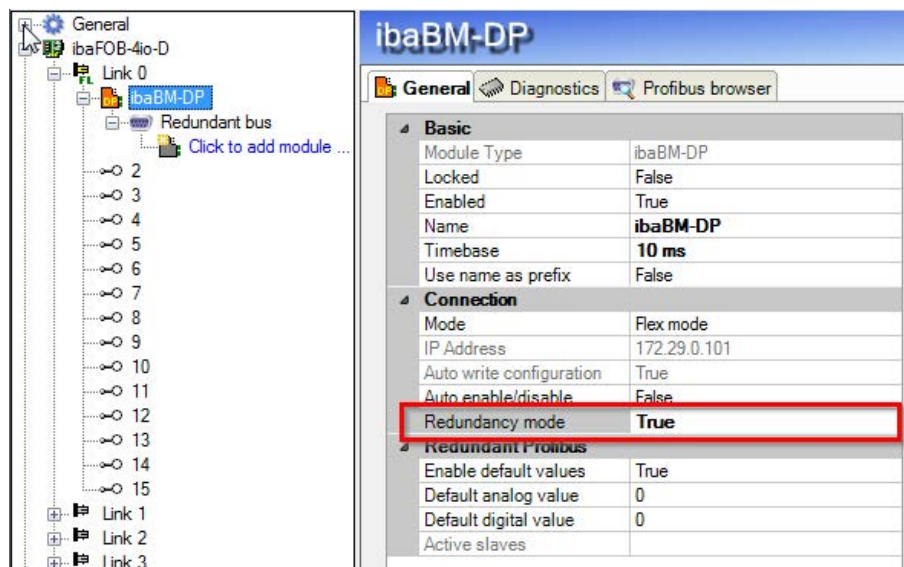 General
ibaFOB-4io-D
Link 0
FL
ibaBM-DP
Redundant bus
Click to add module ...
2
3
4
5
6
7
8
9
10
11
12
13
14
15
Link 1
Link 2
Link 3
ibaBM-DP
General Diagnostics Profibus browser
Basic
Module Type ibaBM-DP
Locked False
Enabled True
Name ibaBM-DP
Timebase 10 ms
Use name as prefix False
Connection
Mode Flex mode
IP Address 172.29.0.101
Auto write configuration True
Auto enable/disable False
Redundancy mode True
Redundant Profibus
Enable default values True
Default analog value 0
Default digital value 0
Active slaves